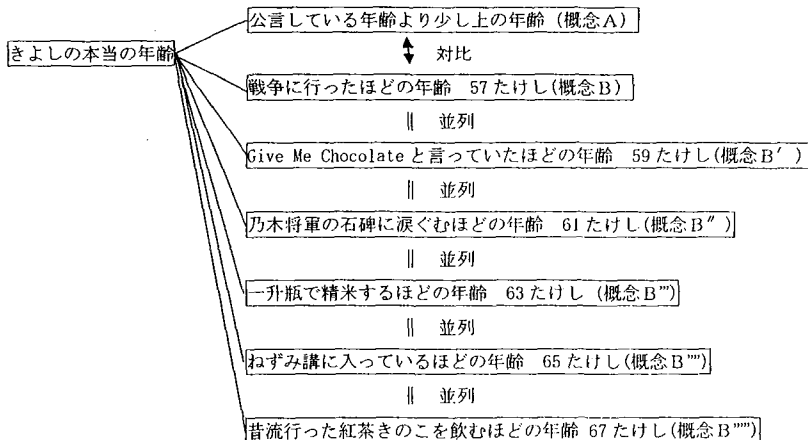 公言している年齢より少し上の年齢 (概念A)
対比
きよしの本当の年齢
戦争に行ったほどの年齢 57 たけし(概念B)
‖ 並列
Give Me Chocolate と言っていたほどの年齢 59 たけし(概念B′ )
‖ 並列
乃木将軍の石碑に涙ぐむほどの年齢 61 たけし(概念B″ )
‖ 並列
一升瓶で精米するほどの年齢 63 たけし (概念B‴)
‖ 並列
ねずみ講に入っているほどの年齢 65 たけし(概念B"")
‖ 並列
昔流行った紅茶きのこを飲むほどの年齢 67 たけし(概念B""')